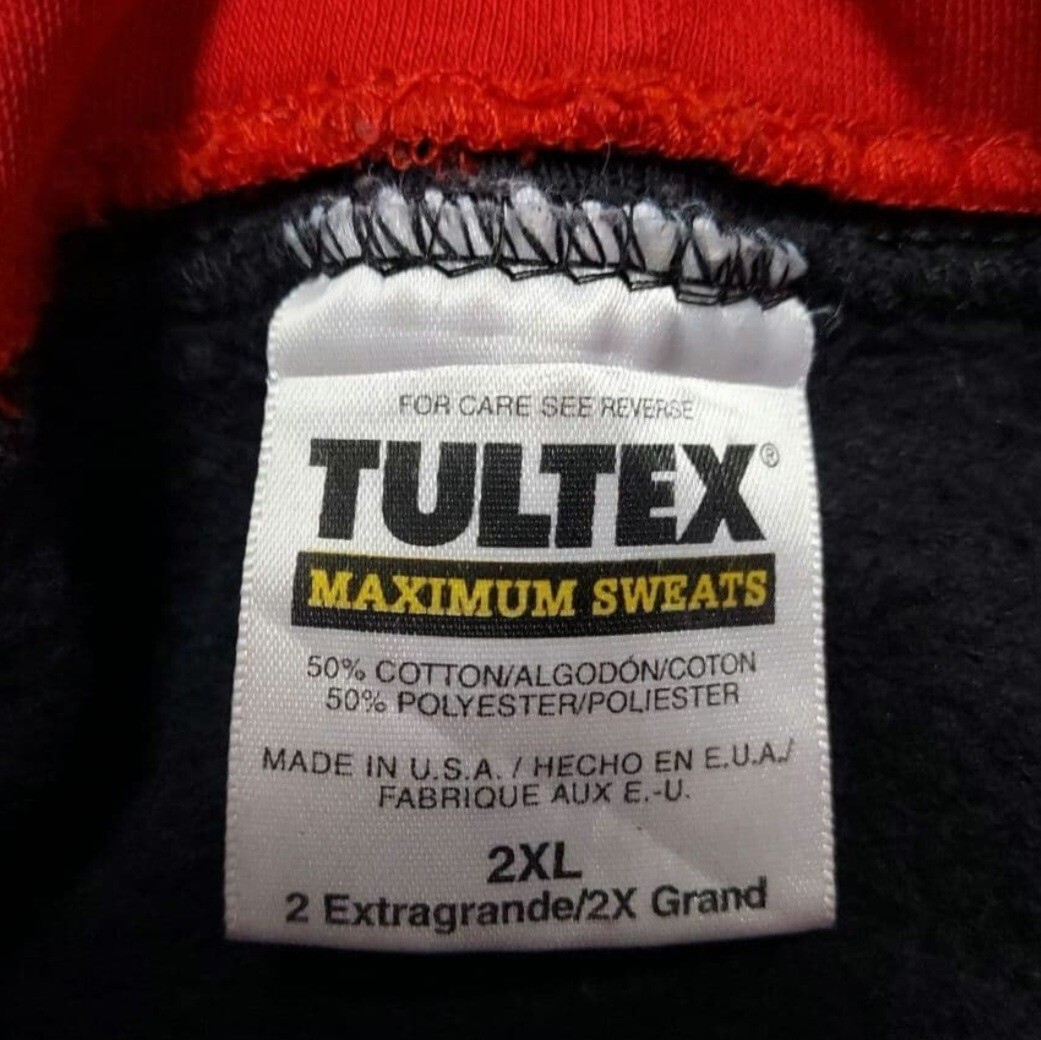 FOR CARE SEE REVERSE
TULTEX®
MAXIMUM SWEATS
50% COTTON/ALGODÓN/COTON
50% POLYESTER/POLIESTER
MADE IN U.S.A. / HECHO EN E.U.A./
FABRIQUE AUX E.-U.
2XL
2 Extragrande/2X Grand